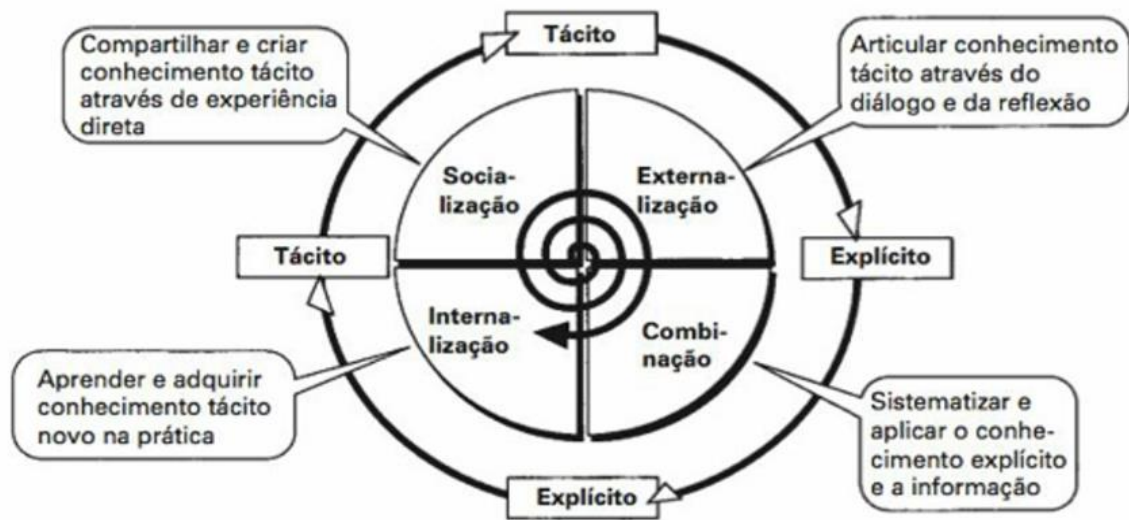 Tácito
Compartilhar e criar
conhecimento tácito
através de experiência
direta
Articular conhecimento
tácito através do
diálogo e da reflexão
Socia-
lização
Externa-
lização
Tácito
Explícito
Interna-
lização
Combi-
nação
Aprender e adquirir
conhecimento tácito
novo na prática
Sistematizar e
aplicar o conhe-
cimento explícito
e a informação
Explícito